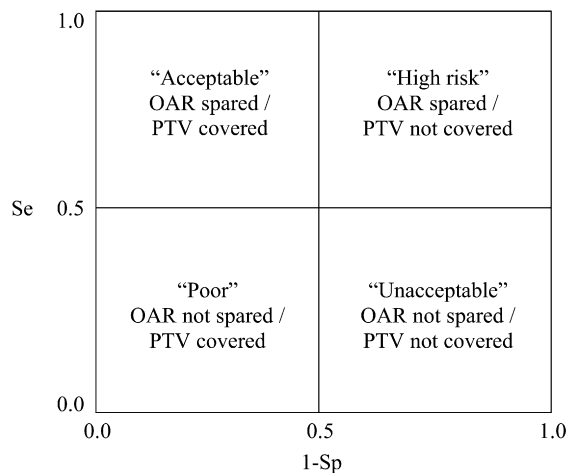 1.0
“Acceptable”
OAR spared /
PTV covered
“High risk”
OAR spared /
PTV not covered
Se
0.5
“Poor”
OAR not spared /
PTV covered
“Unacceptable”
OAR not spared /
PTV not covered
0.0
0.0 0.5 1.0
1-Sp